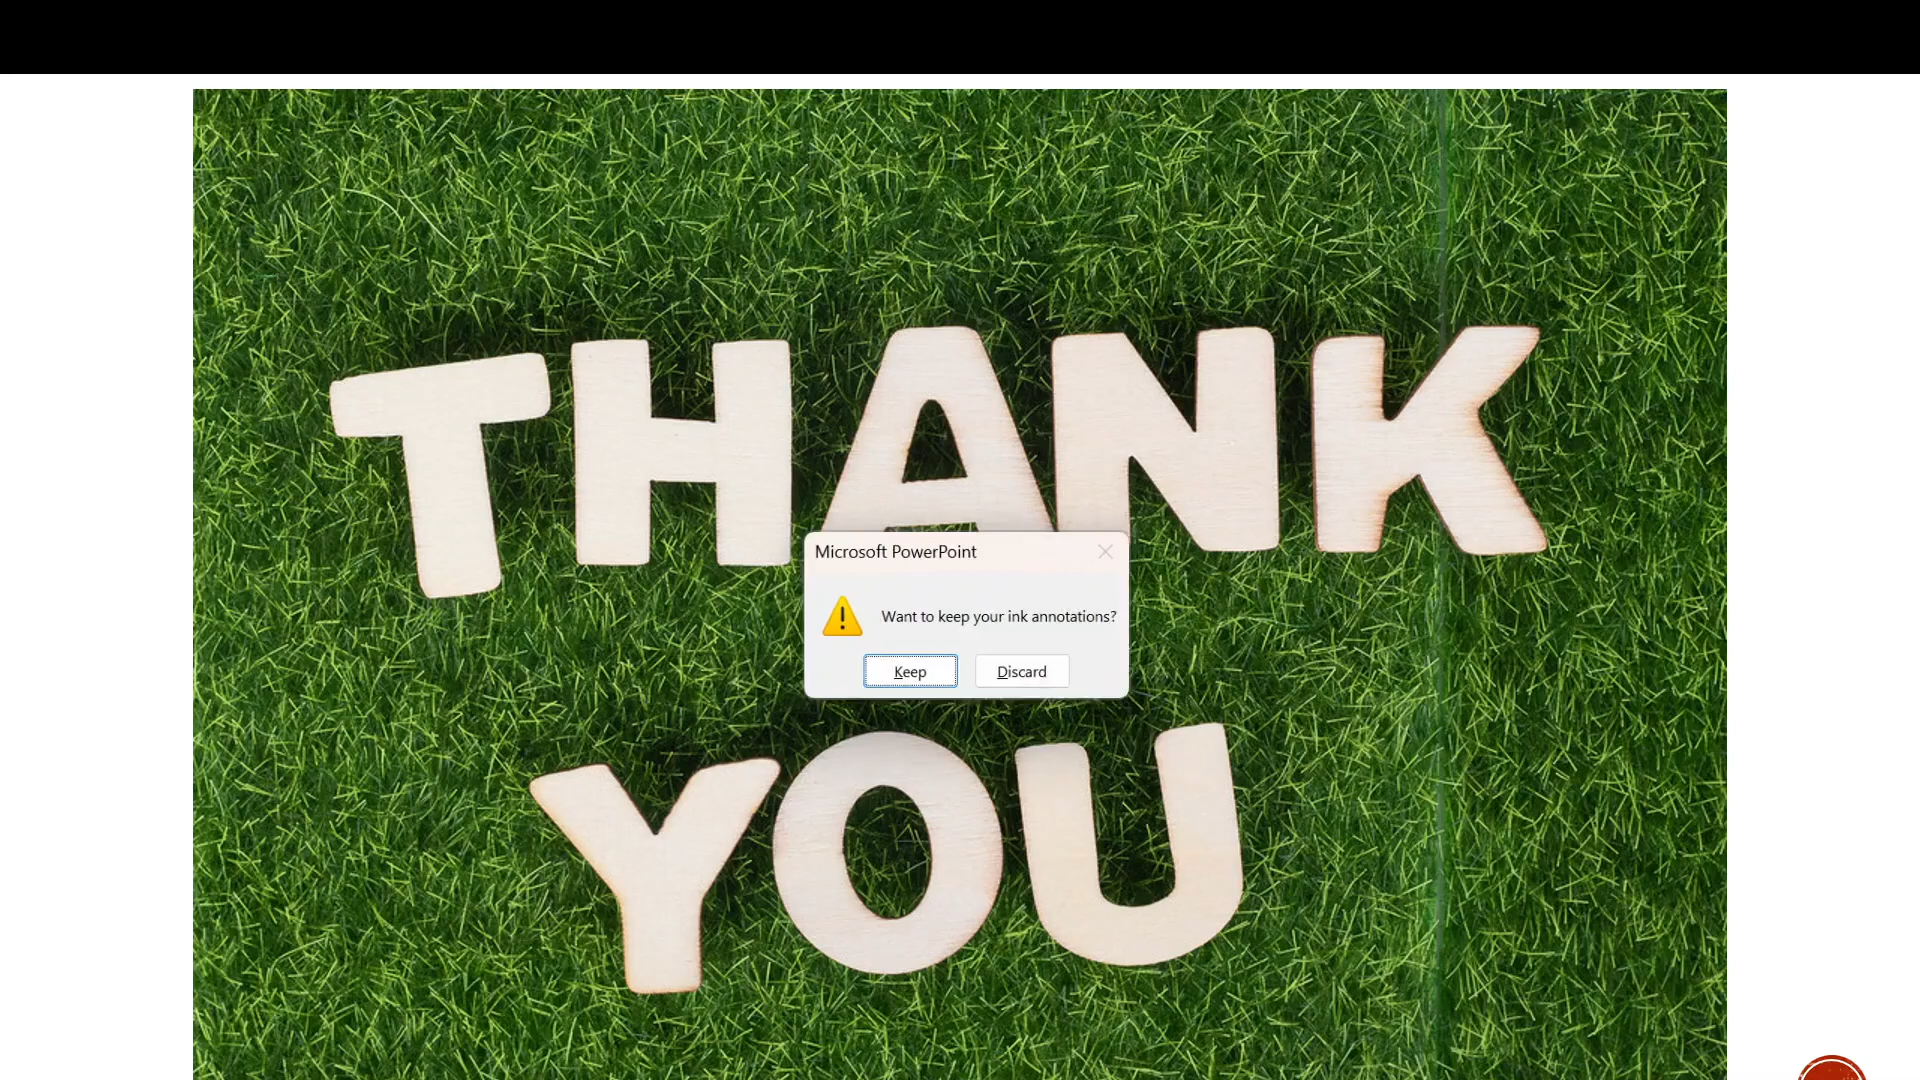 THANK
Microsoft PowerPoint
Want to keep your ink annotations?
Keep
Discard
YOU